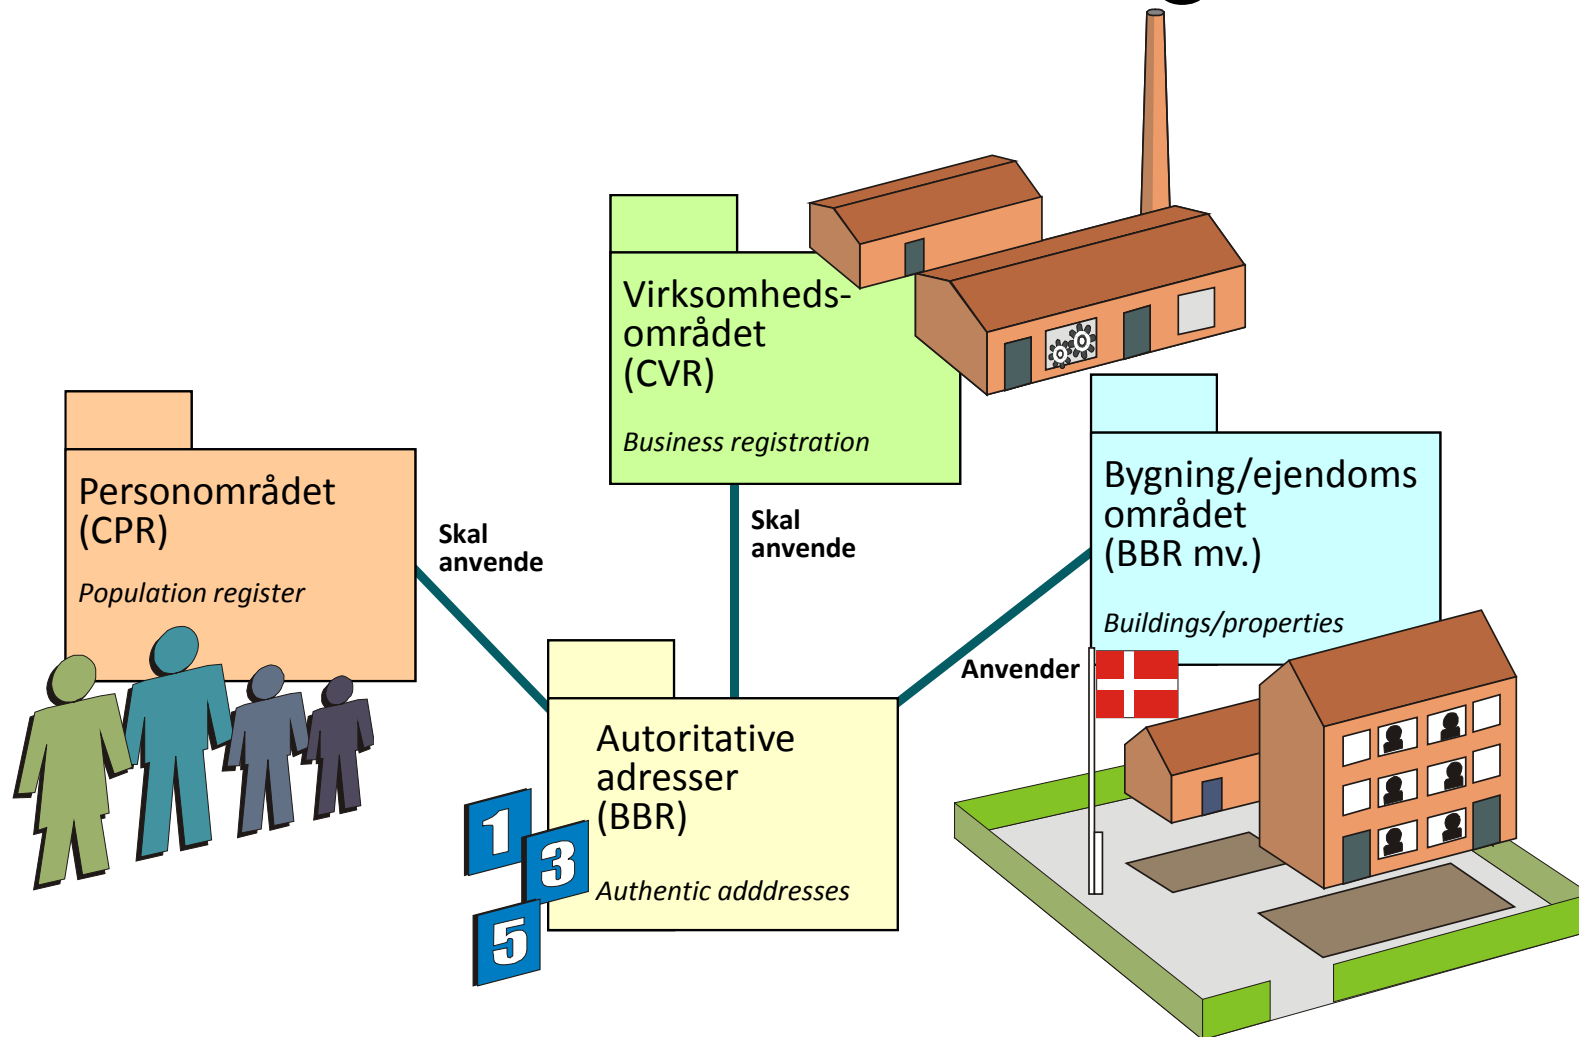 Virksomheds-
området
(CVR)
Business registration
Personområdet
(CPR)
Population register
Bygning/ejendoms
området
(BBR mv.)
Buildings/properties
Skal
anvende
Skal
anvende
Anvender
Autoritative
adresser
(BBR)
Authentic adddresses
1
3
5